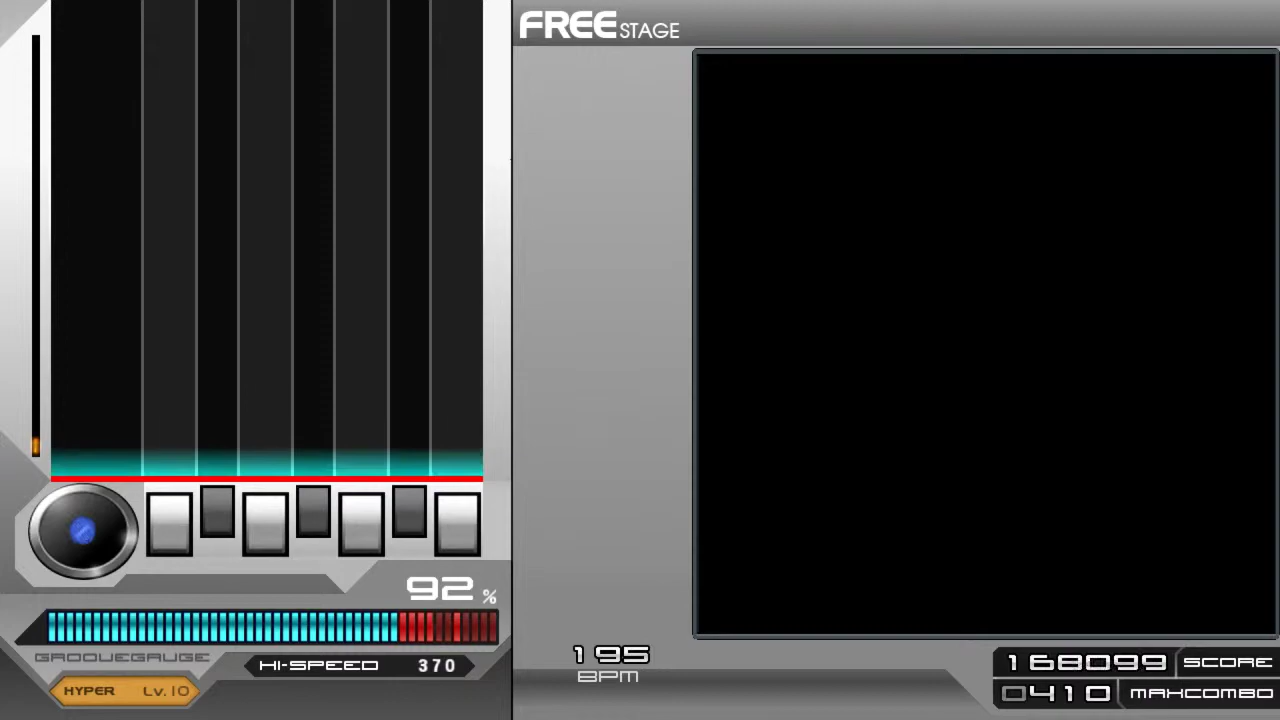 FREE STAGE
92 %
GROOVEGAUGE
HI-SPEED 370
HYPER Lv.10
195
BPM
168099 SCORE
0410 MAXCOMBO